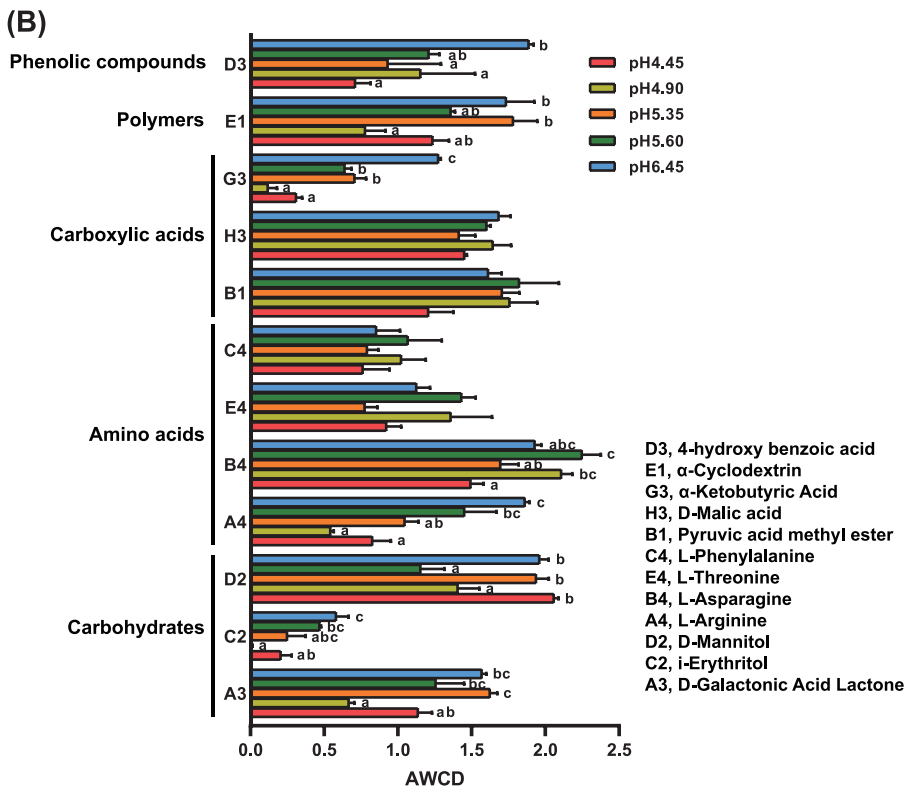 (B)
Phenolic compounds
Polymers
Carboxylic acids
Amino acids
Carbohydrates
D3
E1
G3
H3
B1
C4
E4
B4
A4
D2
C2
A3
b
ab
a
a
a
b
ab
b
a
ab
c
b
b
a
a
abc
c
ab
bc
a
c
bc
ab
a
a
b
a
b
a
b
c
bc
abc
a
ab
bc
bc
c
a
ab
pH4.45
pH4.90
pH5.35
pH5.60
pH6.45
D3, 4-hydroxy benzoic acid
E1, α-Cyclodextrin
G3, α-Ketobutyric Acid
H3, D-Malic acid
B1, Pyruvic acid methyl ester
C4, L-Phenylalanine
E4, L-Threonine
B4, L-Asparagine
A4, L-Arginine
D2, D-Mannitol
C2, i-Erythritol
A3, D-Galactonic Acid Lactone
0.0 0.5 1.0 1.5 2.0 2.5
AWCD